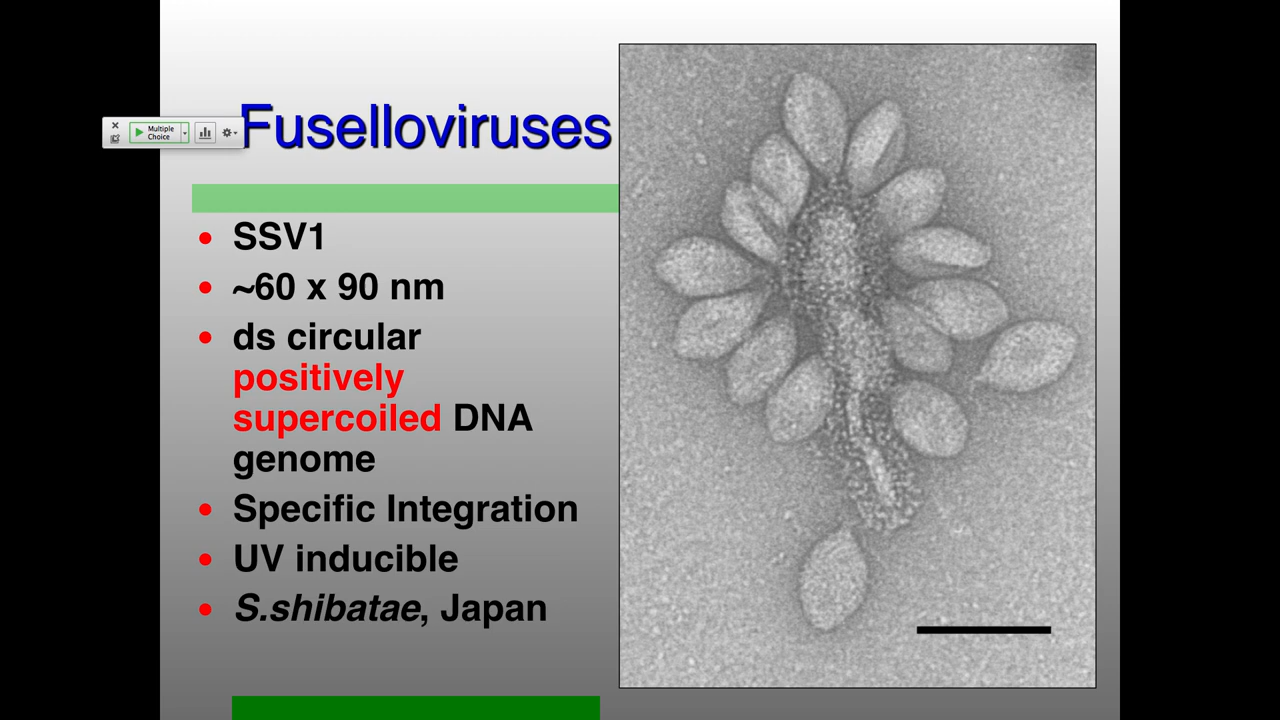 Fuselloviruses
Multiple
Choice
SSV1
~60 x 90 nm
ds circular
positively
supercoiled DNA
genome
Specific Integration
UV inducible
S.shibatae, Japan